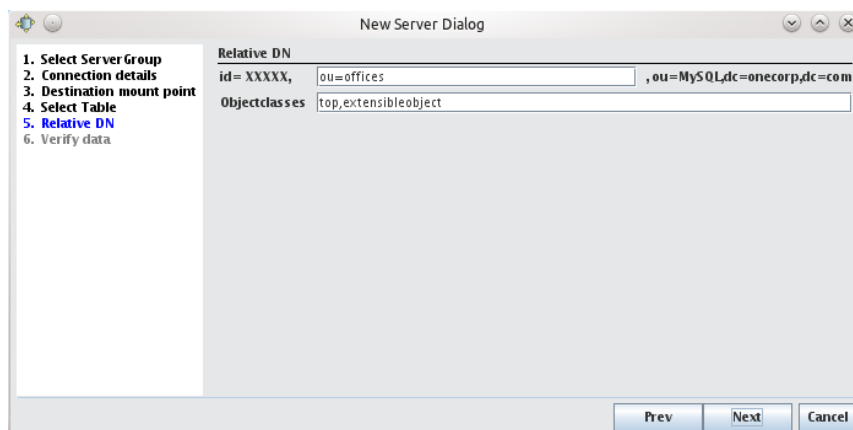 New Server Dialog
1. Select ServerGroup
2. Connection details
3. Destination mount point
4. Select Table
5. Relative DN
6. Verify data
Relative DN
id= XXXXX, ou=offices ,ou=MySQL,dc=onecorp,dc=com
Objectclasses top,extensibleobject
Prev Next Cancel